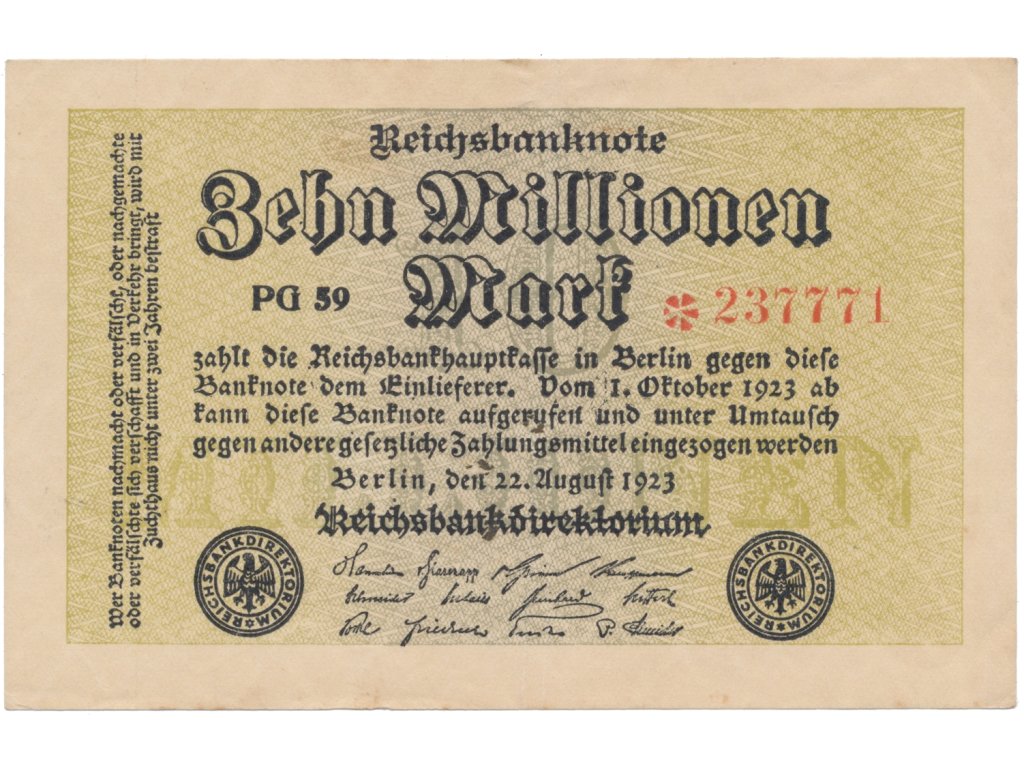 Reichsbanknote
Zehn Millionen
Mark
PG 59
*237771
zahlt die Reichsbankhauptkasse in Berlin gegen diese
Banknote dem Einlieferer. Vom 1. Oktober 1923 ab
kann diese Banknote aufgerufen und unter Umtausch
gegen andere gesetzliche Zahlungsmittel eingezogen werden
Berlin, den 22. August 1923
Reichsbankdirektorium
REICHSBANKDIREKTORIUM
REICHSBANKDIREKTORIUM
Wer Banknoten nachmacht oder verfälscht, oder nachgemachte
oder verfälschte sich verschafft und in Verkehr bringt, wird mit
Zuchthaus nicht unter zwei Jahren bestraft